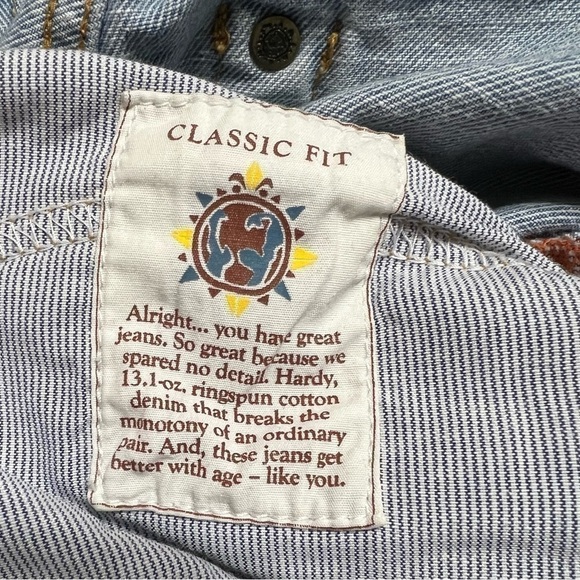 CLASSIC FIT
Alright... you have great
jeans. So great because we
spared no detail. Hardy,
13.1-oz. ringspun cotton
denim that breaks the
monotony of an ordinary
pair. And, these jeans get
better with age – like you.